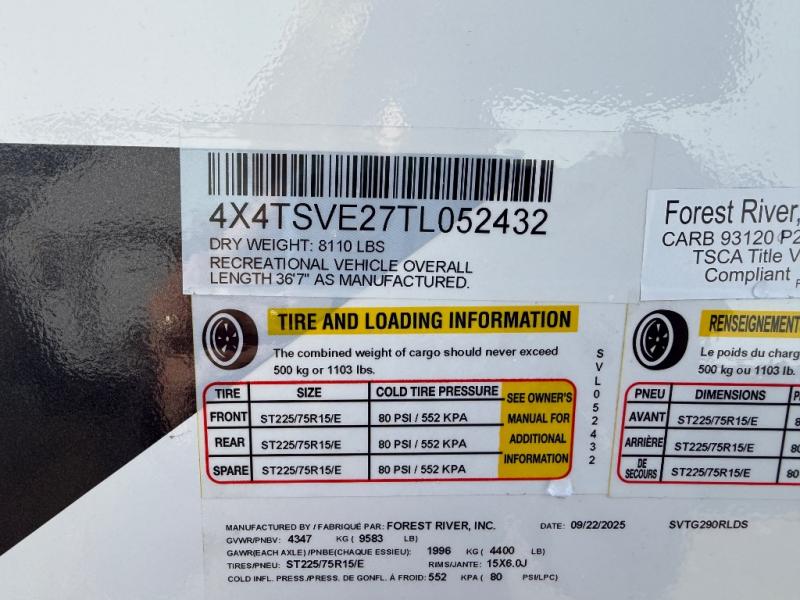 4X4TSVE27TL052432
DRY WEIGHT: 8110 LBS
RECREATIONAL VEHICLE OVERALL
LENGTH 36'7" AS MANUFACTURED.
Forest River,
CARB 93120 P2
TSCA Title V
Compliant
TIRE AND LOADING INFORMATION
The combined weight of cargo should never exceed
500 kg or 1103 lbs.
TIRE SIZE COLD TIRE PRESSURE
FRONT ST225/75R15/E 80 PSI / 552 KPA
REAR ST225/75R15/E 80 PSI / 552 KPA
SPARE ST225/75R15/E 80 PSI / 552 KPA
SEE OWNER'S
MANUAL FOR
ADDITIONAL
INFORMATION
SVL052432
RENSEIGNEMENT
Le poids du charg
500 kg ou 1103 lb.
PNEU DIMENSIONS
AVANT ST225/75R15/E 80
ARRIÈRE ST225/75R15/E 80
DE SECOURS ST225/75R15/E 80
MANUFACTURED BY / FABRIQUÉ PAR: FOREST RIVER, INC. DATE: 09/22/2025 SVTG290RLDS
GVWR/PNBV: 4347 KG ( 9583 LB)
GAWR(EACH AXLE) /PNBE(CHAQUE ESSIEU): 1996 KG ( 4400 LB)
TIRES/PNEU: ST225/75R15/E RIMS/JANTE: 15X6.0J
COLD INFL. PRESS./PRESS. DE GONFL. À FROID: 552 KPA ( 80 PSI/LPC)